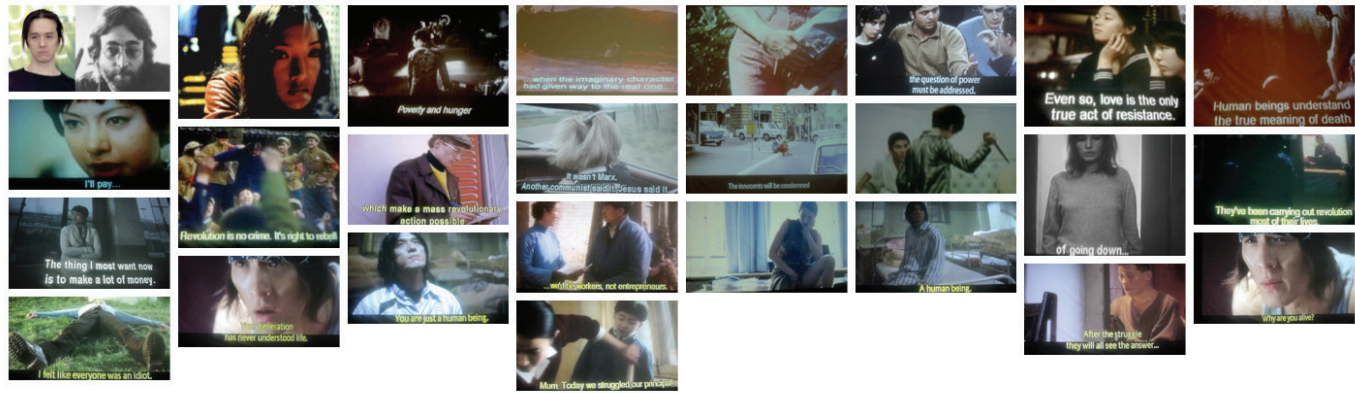 I'll pay...
The thing I most want now
is to make a lot of money.
I felt like everyone was an idiot.
Revolution is no crime. It's right to rebel
generation
has never understood life.
Poverty and hunger
which make a mass revolutionary
action possible
You are just a human being.
...when the imaginary character
had given way to the real one.
It wasn't Marx.
Another communist said it. Jesus said it.
...we're workers, not entrepreneurs.
Mum. Today we struggled our principal
The innocents will be condemned
the question of power
must be addressed.
A human being.
Even so, love is the only
true act of resistance.
of going down...
After the struggle
they will all see the answer...
Human beings understand
the true meaning of death
They've been carrying out revolution
most of their lives.
why are you alive?